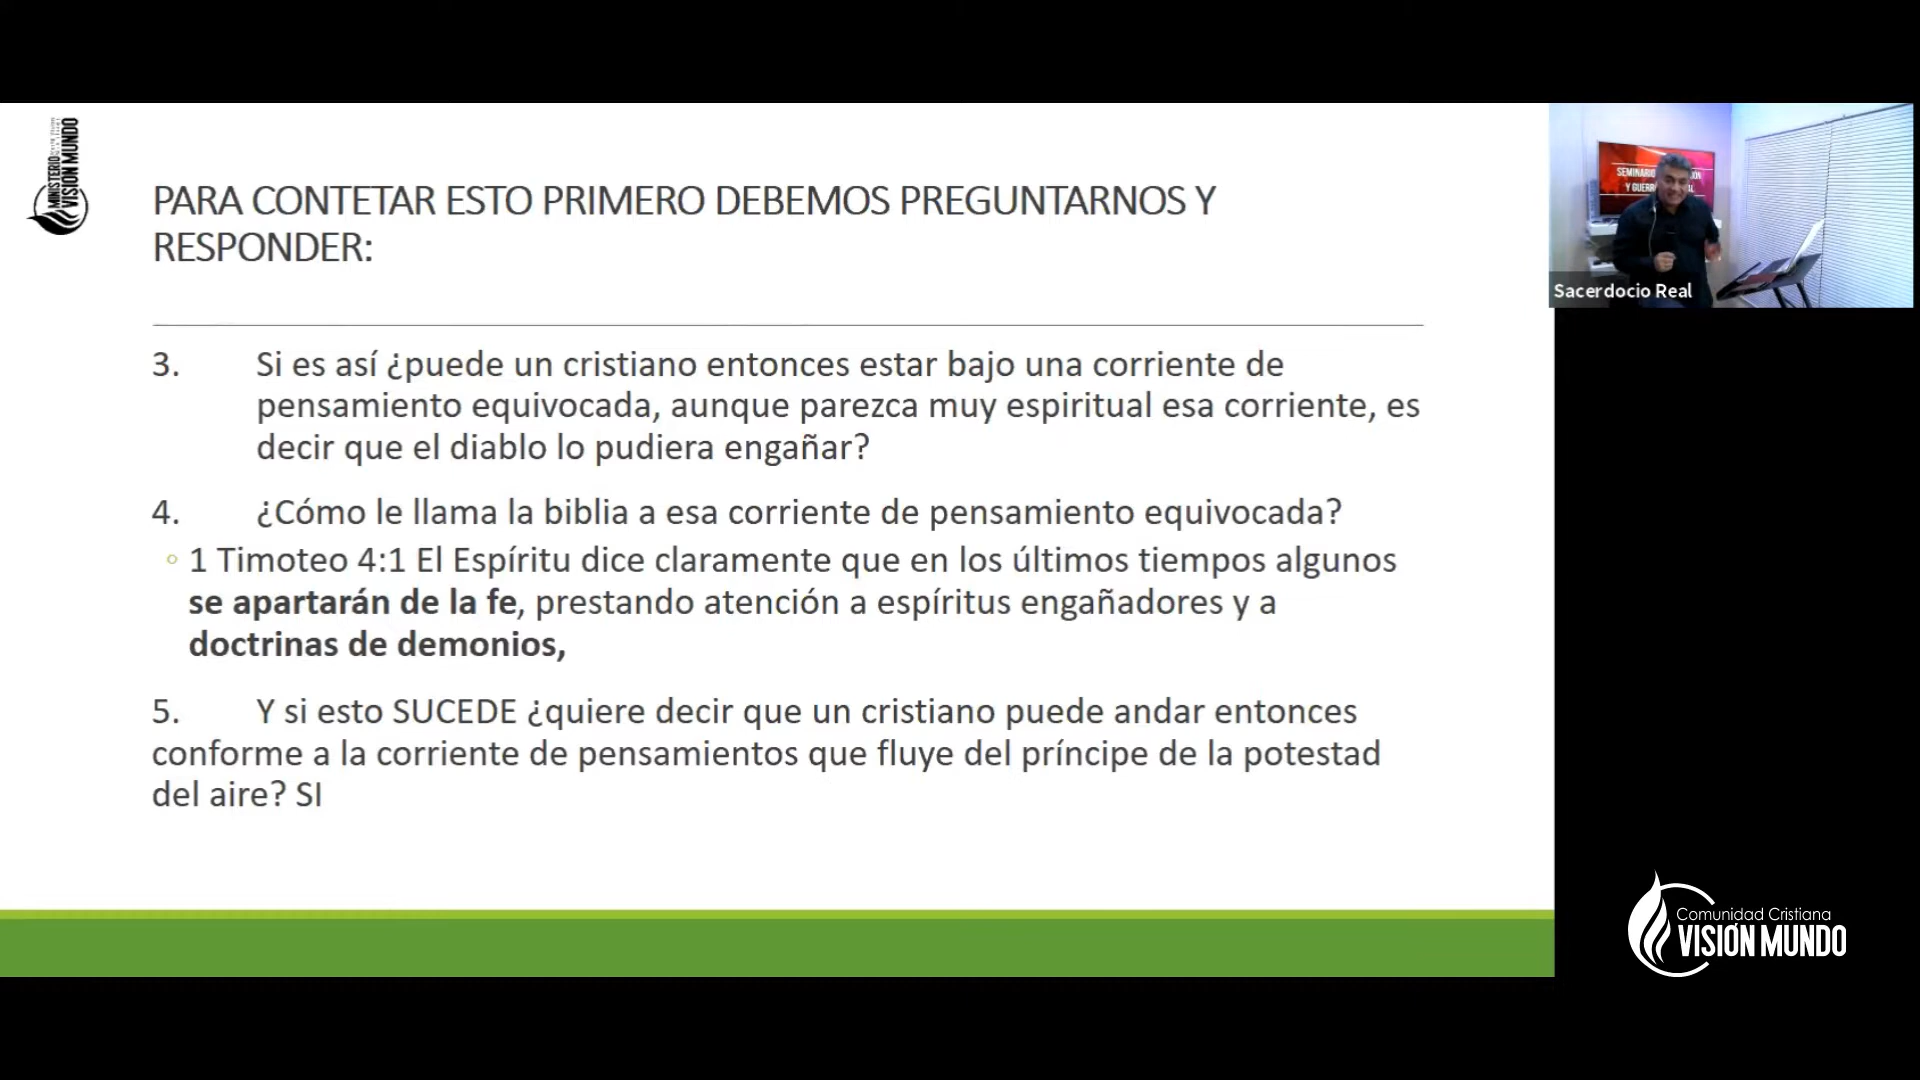 MINISTERIO
VISIÓN MUNDO
PARA CONTETAR ESTO PRIMERO DEBEMOS PREGUNTARNOS Y
RESPONDER:
3. Si es así ¿puede un cristiano entonces estar bajo una corriente de
pensamiento equivocada, aunque parezca muy espiritual esa corriente, es
decir que el diablo lo pudiera engañar?
4. ¿Cómo le llama la biblia a esa corriente de pensamiento equivocada?
◦ 1 Timoteo 4:1 El Espíritu dice claramente que en los últimos tiempos algunos
se apartarán de la fe, prestando atención a espíritus engañadores y a
doctrinas de demonios,
5. Y si esto SUCEDE ¿quiere decir que un cristiano puede andar entonces
conforme a la corriente de pensamientos que fluye del príncipe de la potestad
del aire? SI
SEMINARIO
Y GUERR
Sacerdocio Real
Comunidad Cristiana
VISIÓN MUNDO